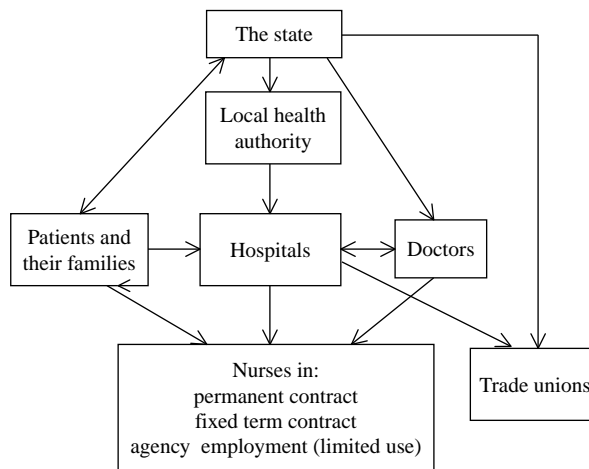 The state
Local health
authority
Patients and
their families
Hospitals
Doctors
Nurses in:
permanent contract
fixed term contract
agency employment (limited use)
Trade unions